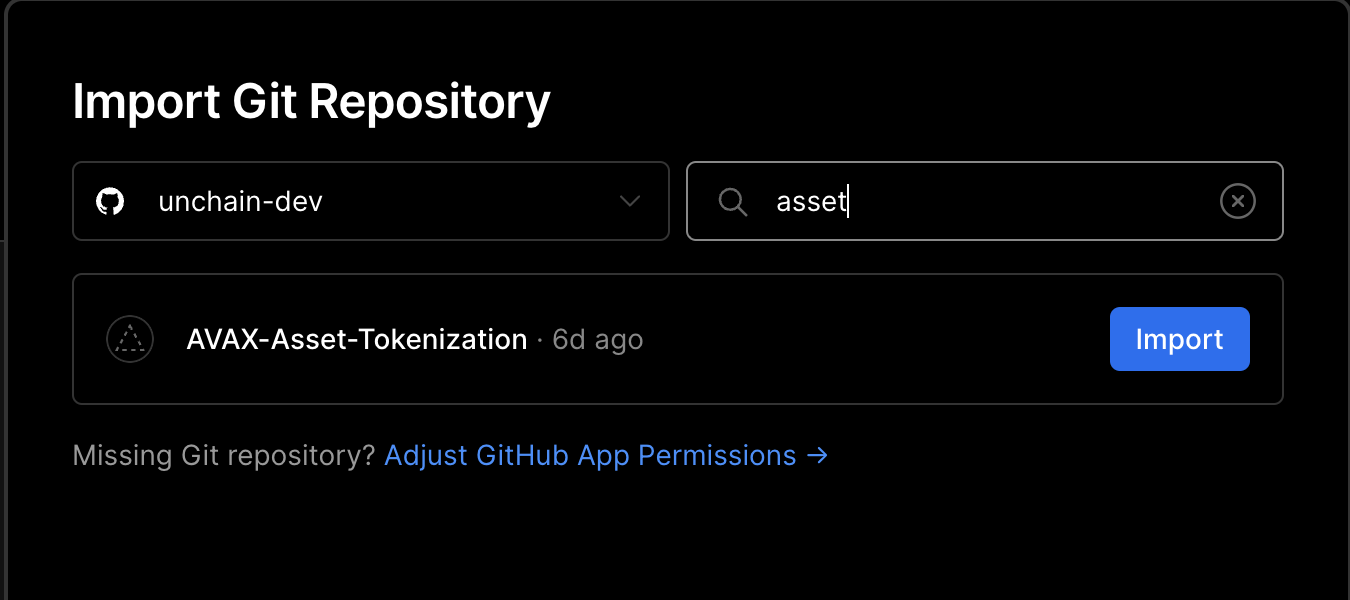 Import Git Repository
unchain-dev
asset
AVAX-Asset-Tokenization · 6d ago
Import
Missing Git repository? Adjust GitHub App Permissions →